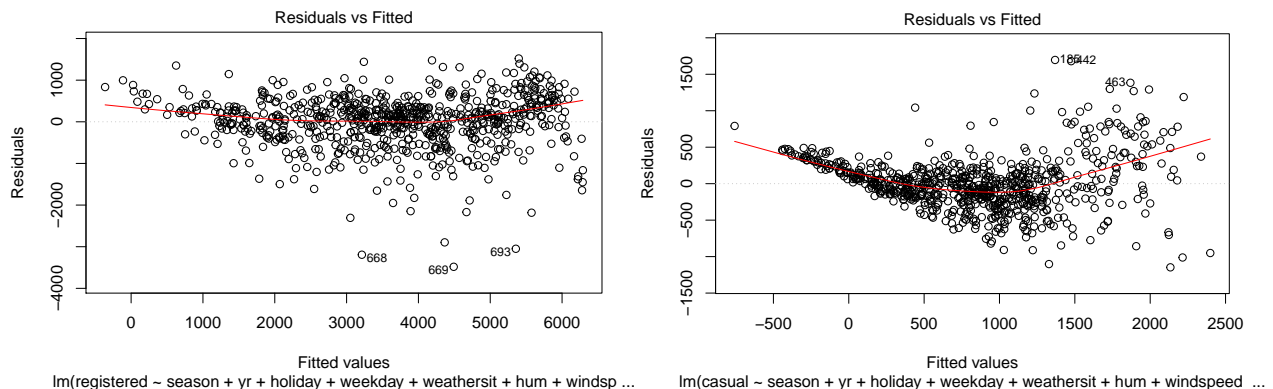 Residuals vs Fitted
Residuals
1000
0
−2000
−4000
668
669
693
0 1000 2000 3000 4000 5000 6000
Fitted values
lm(registered ~ season + yr + holiday + weekday + weathersit + hum + windsp ...
Residuals vs Fitted
Residuals
1500
500
0
−500
−1500
185
442
463
−500 0 500 1000 1500 2000 2500
Fitted values
lm(casual ~ season + yr + holiday + weekday + weathersit + hum + windspeed ...